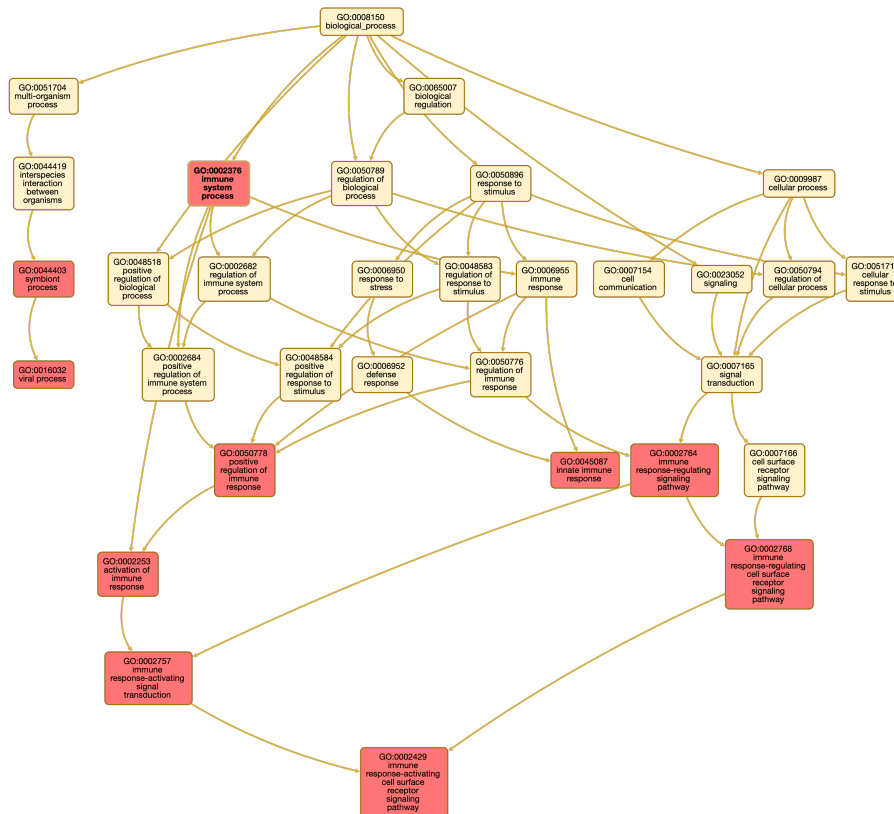 GO:0008150
biological_process
GO:0051704
multi-organism
process
GO:0065007
biological
regulation
GO:0044419
interspecies
interaction
between
organisms
GO:0002376
immune
system
process
GO:0050789
regulation of
biological
process
GO:0050896
response to
stimulus
GO:0009987
cellular process
GO:0044403
symbiont
process
GO:0048518
positive
regulation of
biological
process
GO:0002682
regulation of
immune system
process
GO:0006950
response to
stress
GO:0048583
regulation of
response to
stimulus
GO:0006955
immune
response
GO:0007154
cell
communication
GO:0023052
signaling
GO:0050794
regulation of
cellular process
GO:005171
cellular
response to
stimulus
GO:0016032
viral process
GO:0002684
positive
regulation of
immune system
process
GO:0048584
positive
regulation of
response to
stimulus
GO:0006952
defense
response
GO:0050776
regulation of
immune
response
GO:0007165
signal
transduction
GO:0050778
positive
regulation of
immune
response
GO:0045087
innate immune
response
GO:0002764
immune
response-regulating
signaling
pathway
GO:0007166
cell surface
receptor
signaling
pathway
GO:0002253
activation of
immune
response
GO:0002768
immune
response-regulating
cell surface
receptor
signaling
pathway
GO:0002757
immune
response-activating
signal
transduction
GO:0002429
immune
response-activating
cell surface
receptor
signaling
pathway